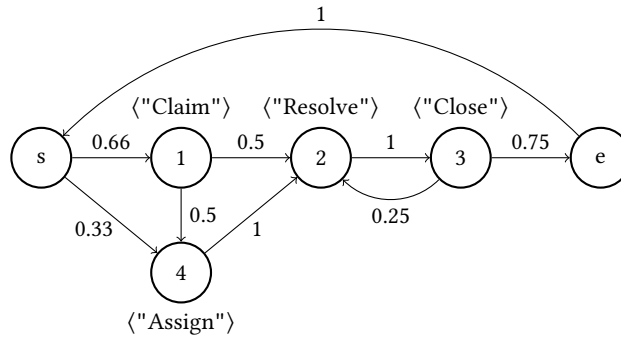 1
⟨"Claim"⟩ ⟨"Resolve"⟩ ⟨"Close"⟩
s 0.66 1 0.5 2 1 3 0.75 e
0.33 0.5 1 0.25
4
⟨"Assign"⟩